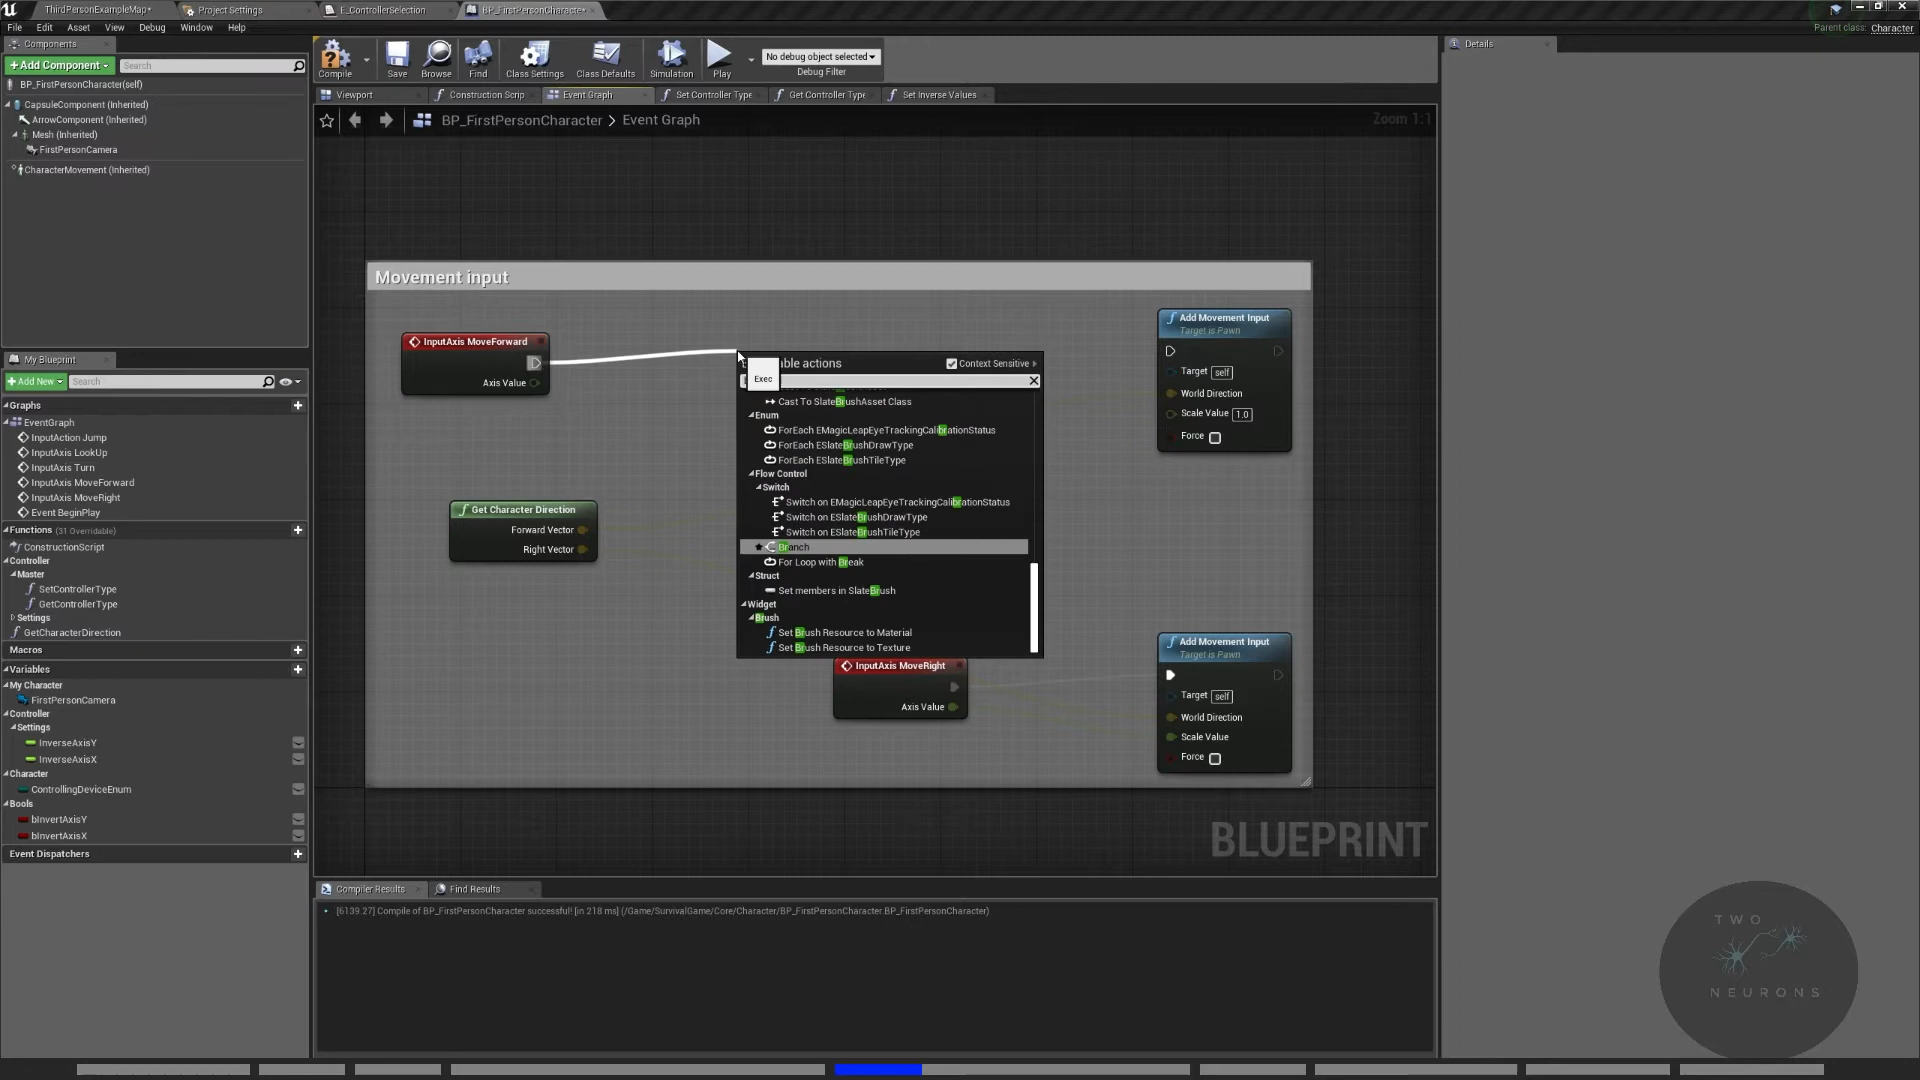 ThirdPersonExampleMap*
Project Settings
E_ControllerSelection
BP_FirstPersonCharacte*
File Edit Asset View Debug Window Help
Parent class: Character
Components
+Add Component
Search
BP_FirstPersonCharacter(self)
CapsuleComponent (Inherited)
ArrowComponent (Inherited)
Mesh (Inherited)
FirstPersonCamera
CharacterMovement (Inherited)
Compile
Save
Browse
Find
Class Settings
Class Defaults
Simulation
Play
No debug object selected
Debug Filter
Details
Viewport
Construction Scrip
Event Graph
Set Controller Type
Get Controller Type
Set Inverse Values
BP_FirstPersonCharacter > Event Graph
Zoom 1:1
My Blueprint
+Add New
Search
Graphs
EventGraph
InputAction Jump
InputAxis LookUp
InputAxis Turn
InputAxis MoveForward
InputAxis MoveRight
Event BeginPlay
Functions (31 Overridable)
ConstructionScript
Controller
Master
SetControllerType
GetControllerType
Settings
GetCharacterDirection
Macros
Variables
My Character
FirstPersonCamera
Controller
Settings
InverseAxisY
InverseAxisX
Character
ControllingDeviceEnum
Bools
bInvertAxisY
bInvertAxisX
Event Dispatchers
Movement input
InputAxis MoveForward
Axis Value
Get Character Direction
Forward Vector
Right Vector
able actions
Context Sensitive
Exec
Cast To SlateBrushAsset Class
Enum
ForEach EMagicLeapEyeTrackingCalibrationStatus
ForEach ESlateBrushDrawType
ForEach ESlateBrushTileType
Flow Control
Switch
Switch on EMagicLeapEyeTrackingCalibrationStatus
Switch on ESlateBrushDrawType
Switch on ESlateBrushTileType
Branch
For Loop with Break
Struct
Set members in SlateBrush
Widget
Brush
Set Brush Resource to Material
Set Brush Resource to Texture
InputAxis MoveRight
Axis Value
Add Movement Input
Target is Pawn
Target self
World Direction
Scale Value 1.0
Force
Add Movement Input
Target is Pawn
Target self
World Direction
Scale Value
Force
BLUEPRINT
Compiler Results
Find Results
[6139.27] Compile of BP_FirstPersonCharacter successful! [in 218 ms] (/Game/SurvivalGame/Core/Character/BP_FirstPersonCharacter.BP_FirstPersonCharacter)
TWO
NEURONS